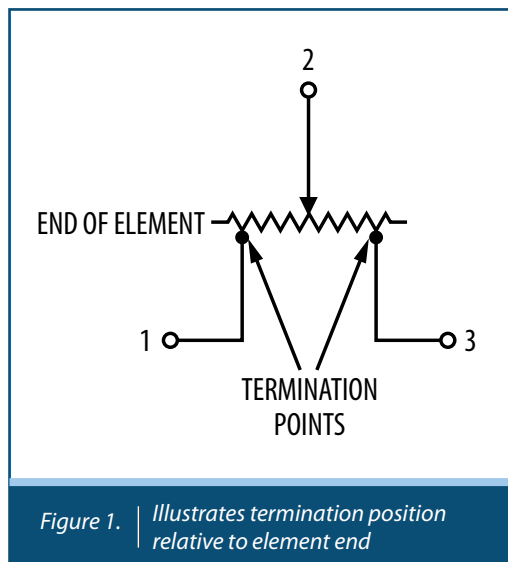 2
END OF ELEMENT
1
3
TERMINATION
POINTS
Figure 1.
Illustrates termination position
relative to element end